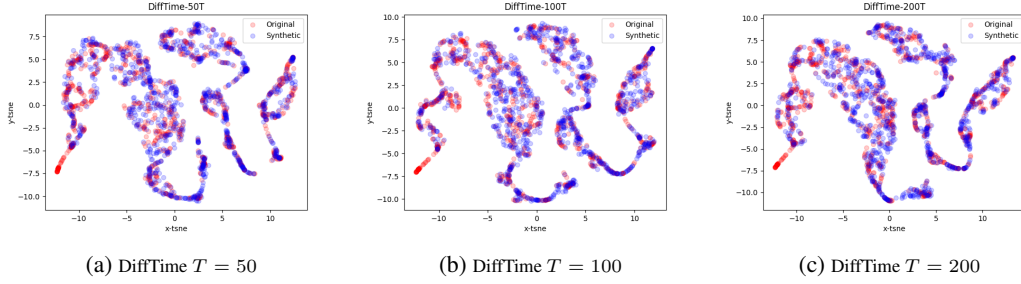 DiffTime-50T
Original
Synthetic
7.5
5.0
2.5
0.0
−2.5
−5.0
−7.5
−10.0
y-tsne
−10
−5
0
5
10
x-tsne
(a) DiffTime T = 50
DiffTime-100T
Original
Synthetic
10.0
7.5
5.0
2.5
0.0
−2.5
−5.0
−7.5
−10.0
y-tsne
−10
−5
0
5
10
x-tsne
(b) DiffTime T = 100
DiffTime-200T
Original
Synthetic
7.5
5.0
2.5
0.0
−2.5
−5.0
−7.5
−10.0
y-tsne
−10
−5
0
5
10
x-tsne
(c) DiffTime T = 200